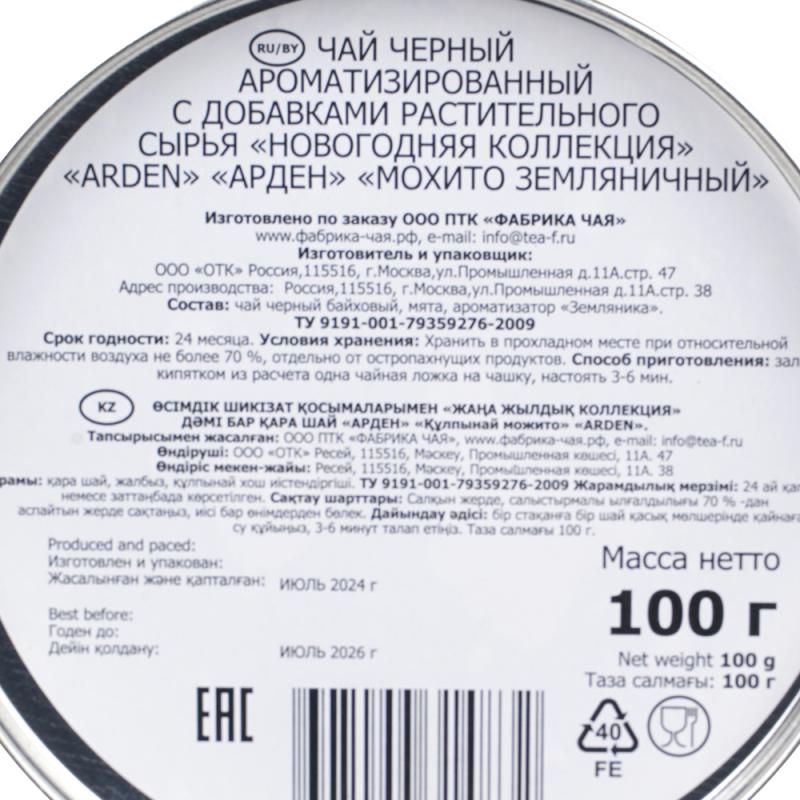 RU/BY ЧАЙ ЧЕРНЫЙ
АРОМАТИЗИРОВАННЫЙ
С ДОБАВКАМИ РАСТИТЕЛЬНОГО
СЫРЬЯ «НОВОГОДНЯЯ КОЛЛЕКЦИЯ»
«ARDEN» «АРДЕН» «МОХИТО ЗЕМЛЯНИЧНЫЙ»
Изготовлено по заказу ООО ПТК «ФАБРИКА ЧАЯ»
www.фабрика-чая.рф, e-mail: info@tea-f.ru
Изготовитель и упаковщик:
ООО «ОТК» Россия,115516, г.Москва,ул.Промышленная д.11А.стр. 47
Адрес производства: Россия,115516, г.Москва,ул.Промышленная д.11А.стр. 38
Состав: чай черный байховый, мята, ароматизатор «Земляника».
ТУ 9191-001-79359276-2009
Срок годности: 24 месяца. Условия хранения: Хранить в прохладном месте при относительной
влажности воздуха не более 70 %, отдельно от остропахнущих продуктов. Способ приготовления: зал
кипятком из расчета одна чайная ложка на чашку, настоять 3-6 мин.
KZ ӨСІМДІК ШИКІЗАТ ҚОСЫМАЛАРЫМЕН «ЖАҢА ЖЫЛДЫҚ КОЛЛЕКЦИЯ»
ДӘМІ БАР ҚАРА ШАЙ «АРДЕН» «Құлпынай можито» «ARDEN».
Тапсырысымен жасалған: ООО ПТК «ФАБРИКА ЧАЯ», www.фабрика-чая.рф, e-mail: info@tea-f.ru
Өндіруші: ООО «ОТК» Ресей, 115516, Мәскеу, Промышленная көшесі, 11А. 47
Өндіріс мекен-жайы: Ресей, 115516, Мәскеу, Промышленная көшесі, 11А. 38
рамы: қара шай, жалбыз, құлпынай хош иістендіргіші. ТУ 9191-001-79359276-2009 Жарамдылық мерзімі: 24 ай қап
немесе заттаңбада көрсетілген. Сақтау шарттары: Салқын жерде, салыстырмалы ылғалдылығы 70 % -дан
аспайтын жерде сақтаңыз, иісі бар өнімдерден бөлек. Дайындау әдісі: бір стақанға бір шай қасық мөлшерінде қайнаға
су құйыңыз, 3-6 минут талап етіңіз. Таза салмағы 100 г.
Produced and paced:
Изготовлен и упакован:
Жасалынған және қапталған: ИЮЛЬ 2024 г
Best before:
Годен до:
Дейін қолдану: ИЮЛЬ 2026 г
Масса нетто
100 г
Net weight 100 g
Таза салмағы: 100 г
EAC
40
FE